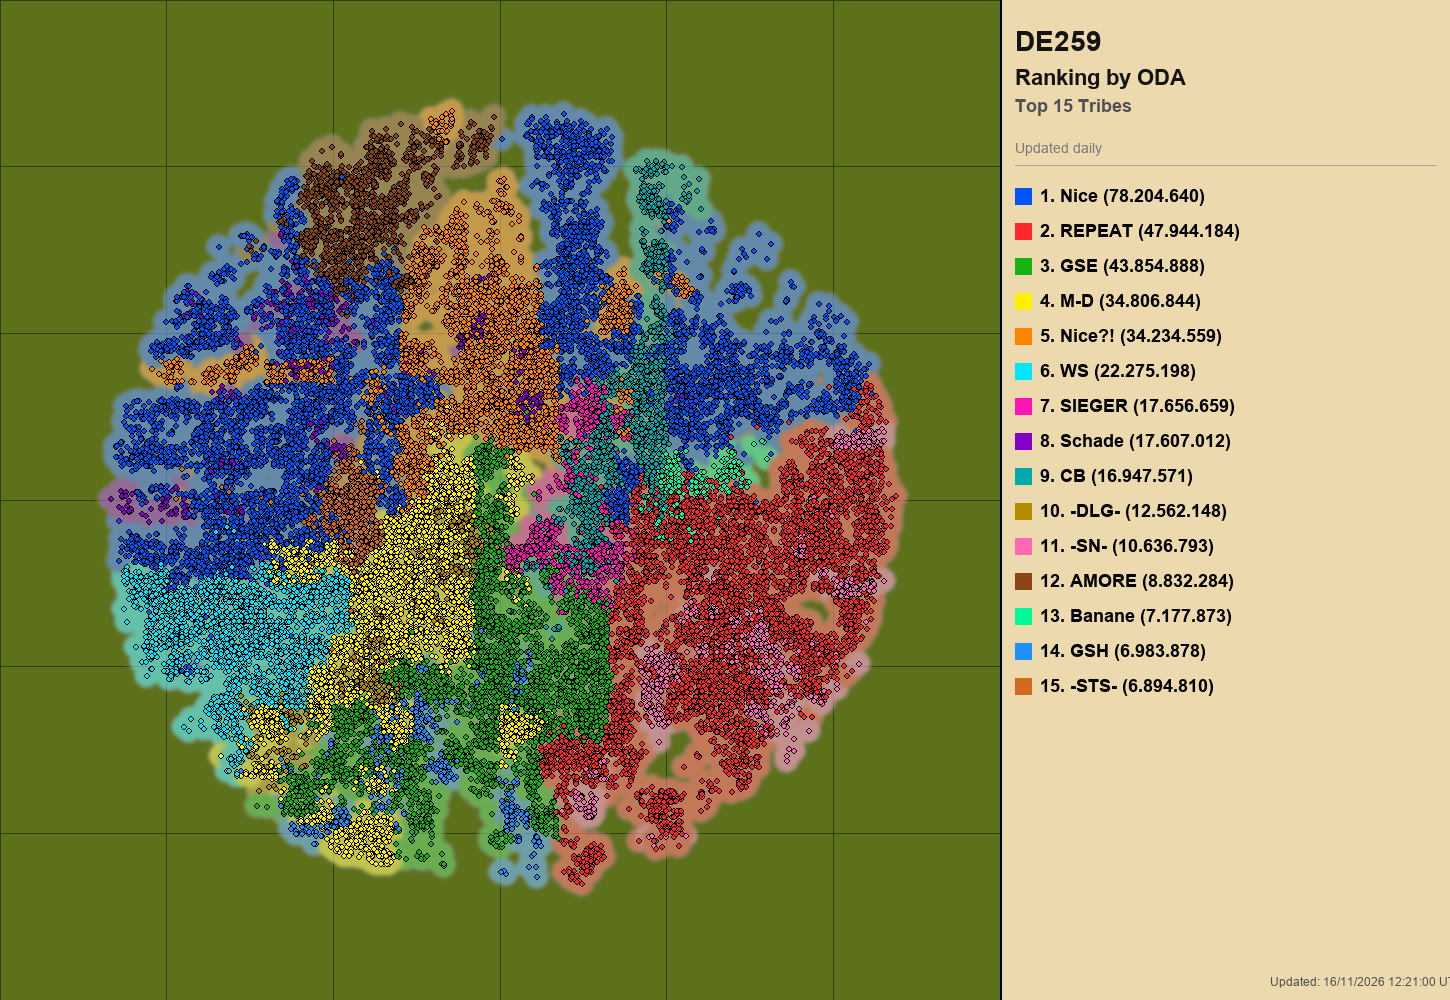 DE259
Ranking by ODA
Top 15 Tribes
Updated daily
1. Nice (78.204.640)
2. REPEAT (47.944.184)
3. GSE (43.854.888)
4. M-D (34.806.844)
5. Nice?! (34.234.559)
6. WS (22.275.198)
7. SIEGER (17.656.659)
8. Schade (17.607.012)
9. CB (16.947.571)
10. -DLG- (12.562.148)
11. -SN- (10.636.793)
12. AMORE (8.832.284)
13. Banane (7.177.873)
14. GSH (6.983.878)
15. -STS- (6.894.810)
Updated: 16/11/2026 12:21:00